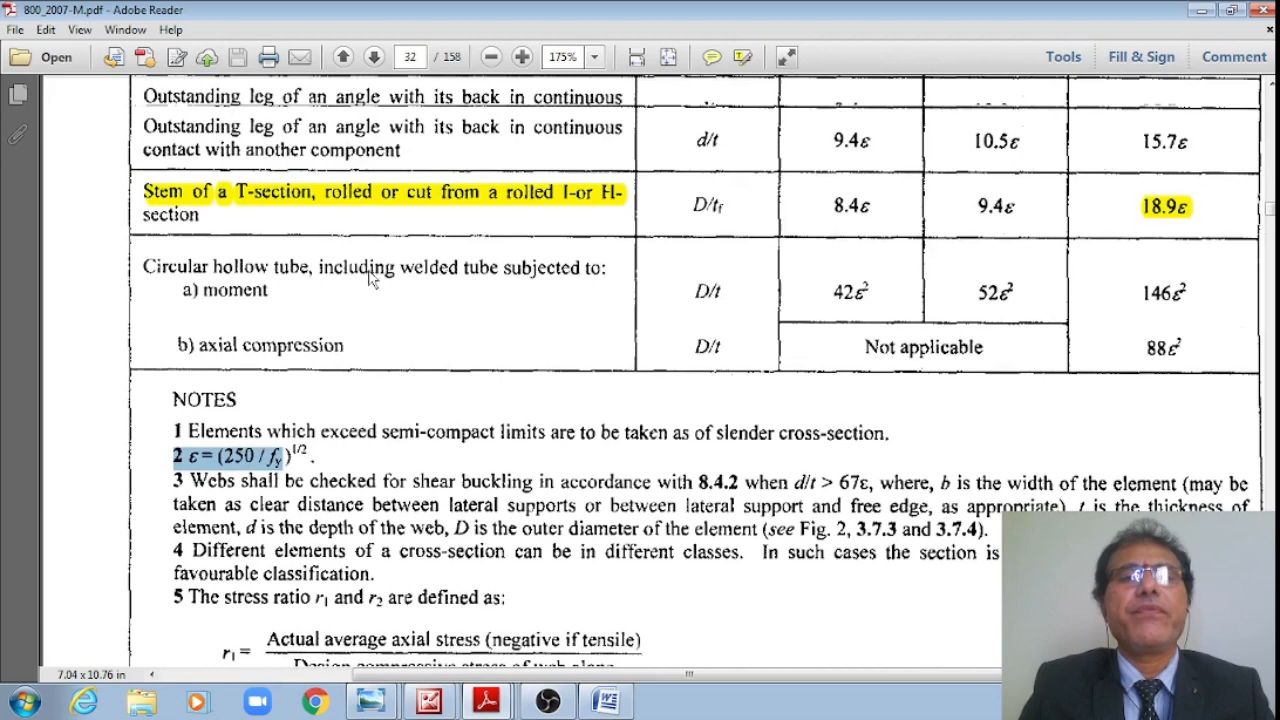 800_2007-M.pdf - Adobe Reader
File Edit View Window Help
Open 32 / 158 175% Tools Fill & Sign Comment
Outstanding leg of an angle with its back in continuous
Outstanding leg of an angle with its back in continuous
contact with another component
d/t 9.4ε 10.5ε 15.7ε
Stem of a T-section, rolled or cut from a rolled I-or H-
section
D/tf 8.4ε 9.4ε 18.9ε
Circular hollow tube, including welded tube subjected to:
a) moment D/t 42ε² 52ε² 146ε²
b) axial compression D/t Not applicable 88ε²
NOTES
1 Elements which exceed semi-compact limits are to be taken as of slender cross-section.
2 ε = (250 / fy)1/2.
3 Webs shall be checked for shear buckling in accordance with 8.4.2 when d/t > 67ε, where, b is the width of the element (may be
taken as clear distance between lateral supports or between lateral support and free edge, as appropriate), t is the thickness of
element, d is the depth of the web, D is the outer diameter of the element (see Fig. 2, 3.7.3 and 3.7.4).
4 Different elements of a cross-section can be in different classes. In such cases the section is
favourable classification.
5 The stress ratio r1 and r2 are defined as:
r1 = Actual average axial stress (negative if tensile)
7.04 x 10.76 in